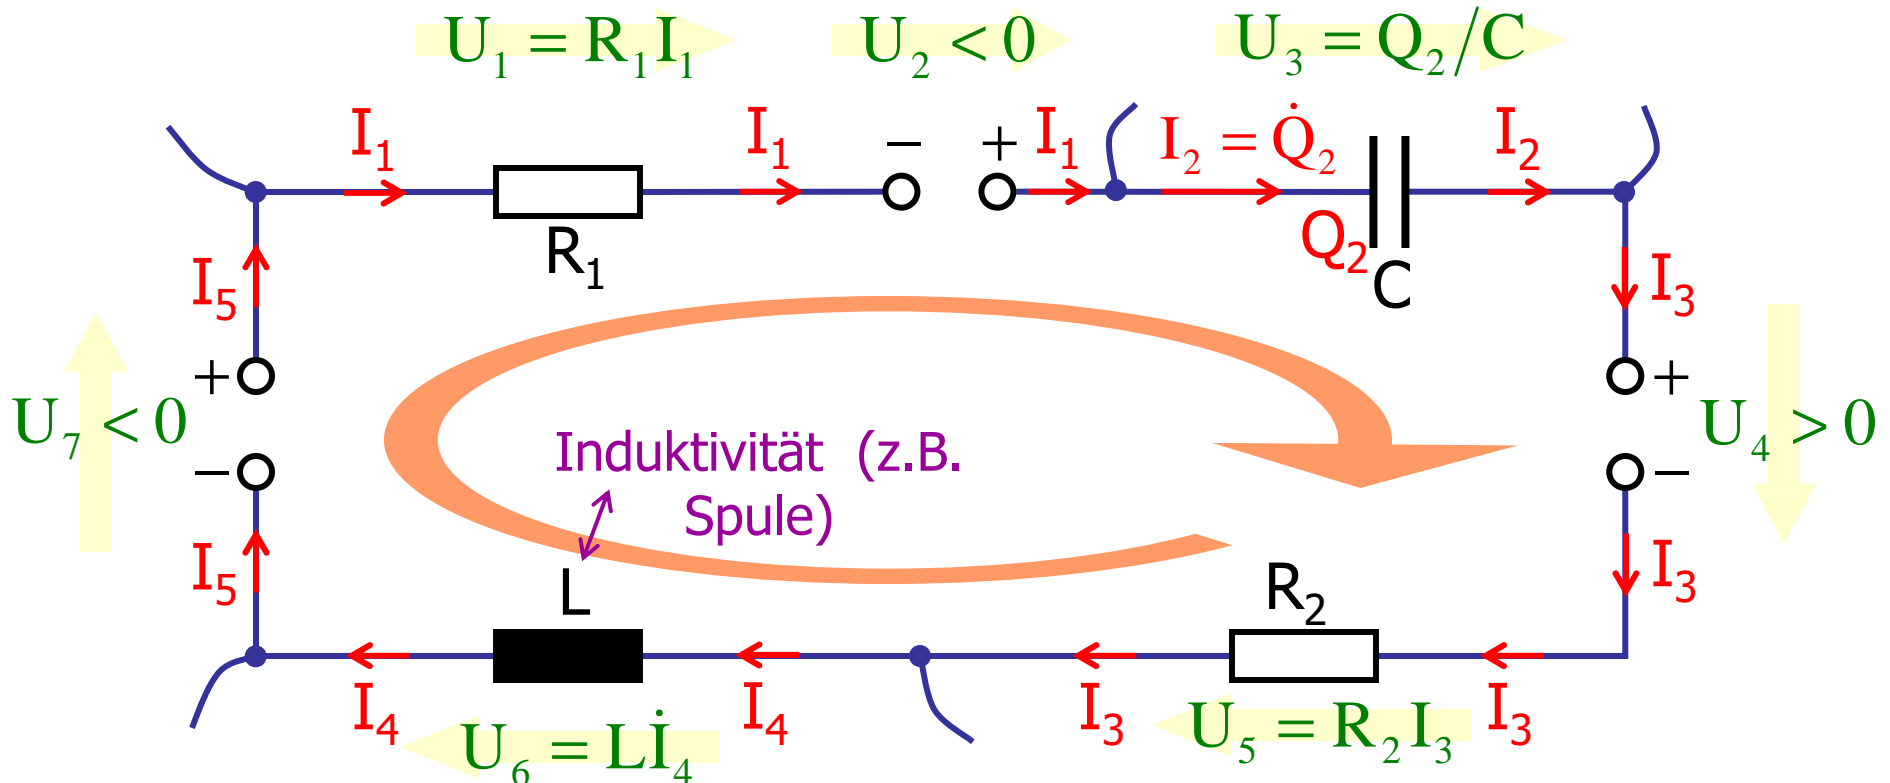 U₁ = R₁I₁ U₂ < 0 U₃ = Q₂/C
I₁ I₁ − + I₁ I₂ = Q̇₂ I₂
R₁ Q₂ C
I₅ I₃
+ +
U₇ < 0 U₄ > 0
− −
Induktivität (z.B.
Spule)
I₅ L R₂ I₃
I₄ I₄ I₃ I₃
U₆ = Lİ₄ U₅ = R₂I₃